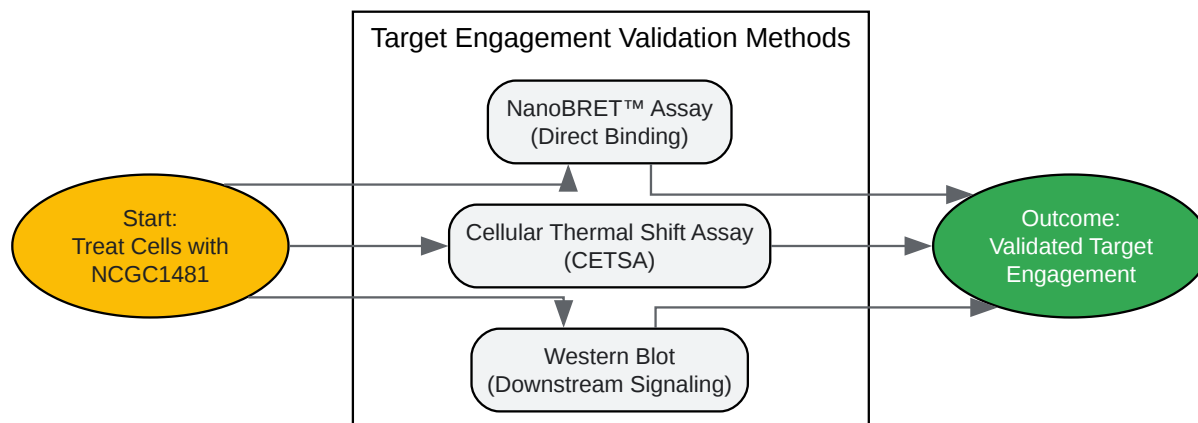 Target Engagement Validation Methods
NanoBRET™ Assay
(Direct Binding)
Start:
Treat Cells with
NCGC1481
Cellular Thermal Shift Assay
(CETSA)
Outcome:
Validated Target
Engagement
Western Blot
(Downstream Signaling)